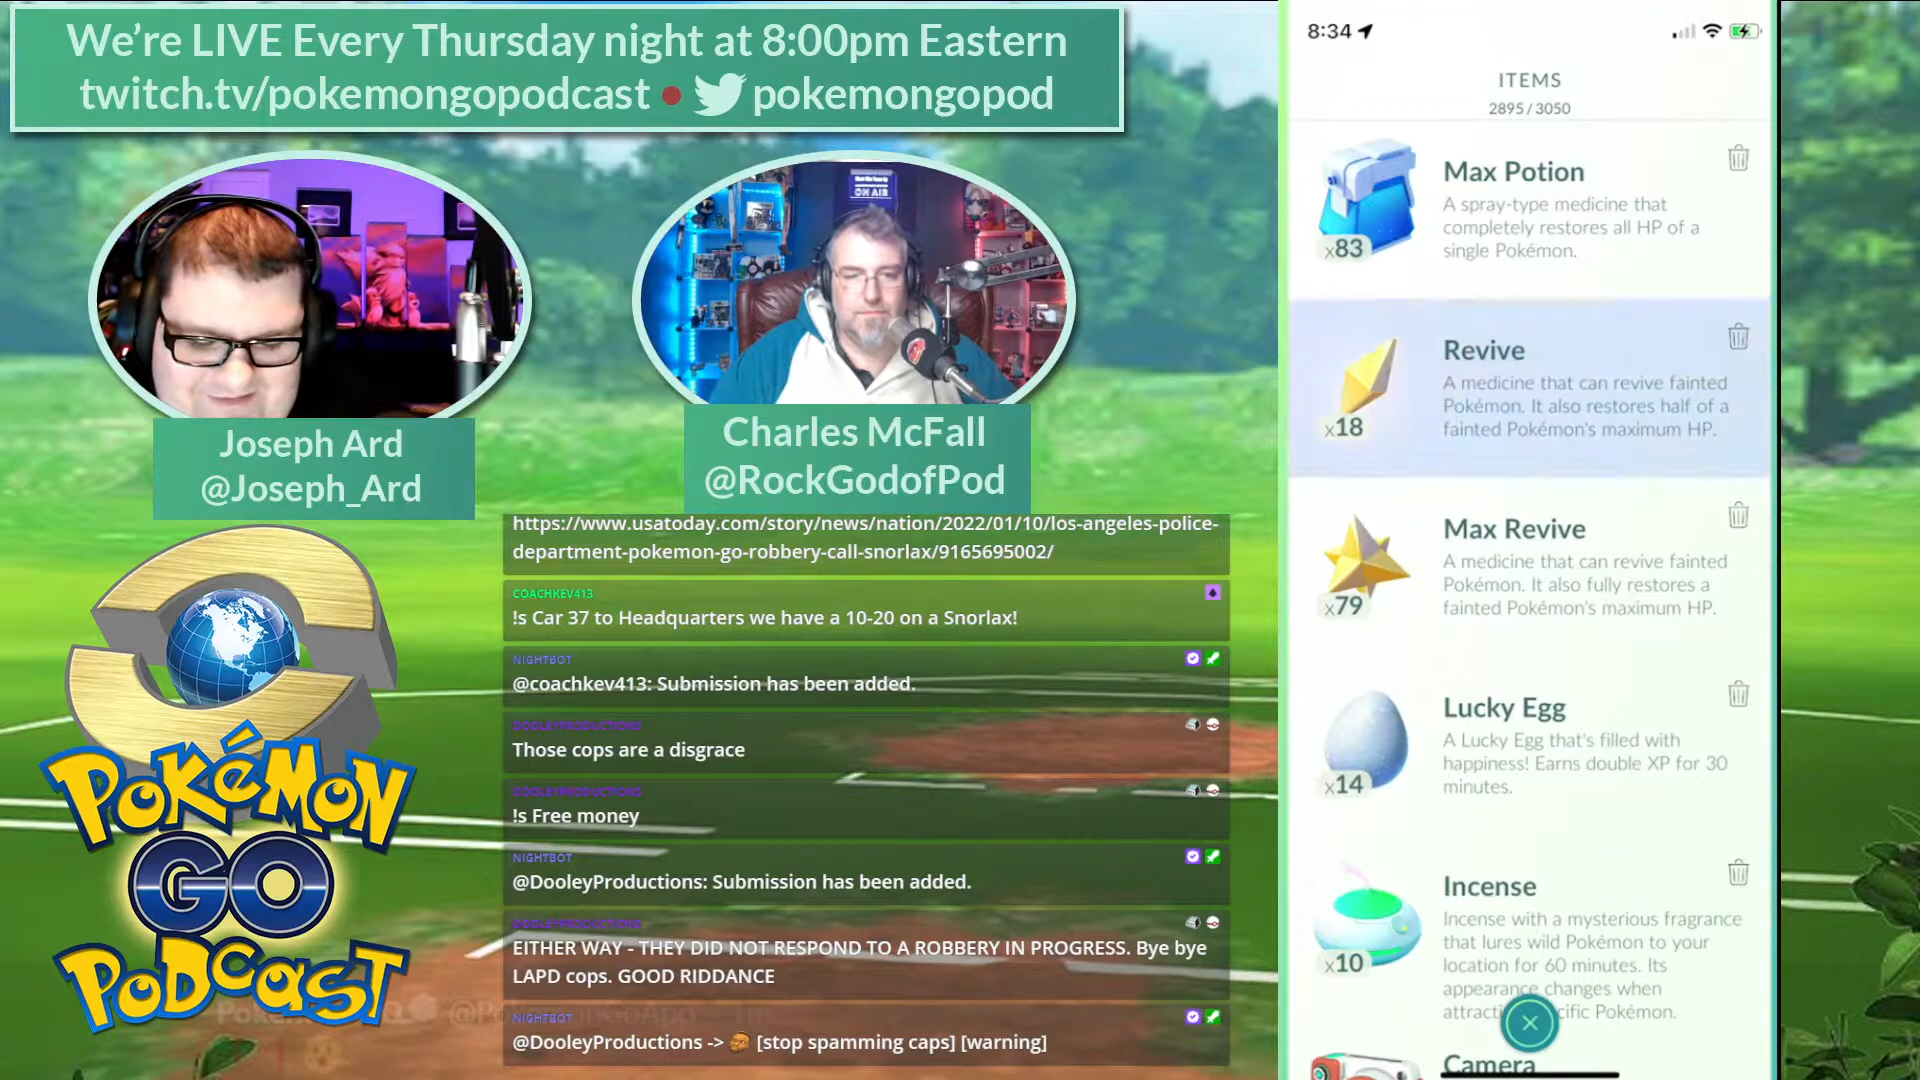 We're LIVE Every Thursday night at 8:00pm Eastern
twitch.tv/pokemongopodcast • pokemongopod
ON AIR
Joseph Ard
@Joseph_Ard
Charles McFall
@RockGodofPod
POKéMON
GO
PODCAST
https://www.usatoday.com/story/news/nation/2022/01/10/los-angeles-police-
department-pokemon-go-robbery-call-snorlax/9165695002/
COACHKEV413
!s Car 37 to Headquarters we have a 10-20 on a Snorlax!
NIGHTBOT
@coachkev413: Submission has been added.
DOOLEYPRODUCTIONS
Those cops are a disgrace
DOOLEYPRODUCTIONS
!s Free money
NIGHTBOT
@DooleyProductions: Submission has been added.
DOOLEYPRODUCTIONS
EITHER WAY - THEY DID NOT RESPOND TO A ROBBERY IN PROGRESS. Bye bye
LAPD cops. GOOD RIDDANCE
NIGHTBOT
@DooleyProductions -> [stop spamming caps] [warning]
8:34
ITEMS
2895 / 3050
Max Potion
A spray-type medicine that
completely restores all HP of a
single Pokémon.
x83
Revive
A medicine that can revive fainted
Pokémon. It also restores half of a
fainted Pokémon's maximum HP.
x18
Max Revive
A medicine that can revive fainted
Pokémon. It also fully restores a
fainted Pokémon's maximum HP.
x79
Lucky Egg
A Lucky Egg that's filled with
happiness! Earns double XP for 30
minutes.
x14
Incense
Incense with a mysterious fragrance
that lures wild Pokémon to your
location for 60 minutes. Its
appearance changes when
Pokémon.
x10
Camera